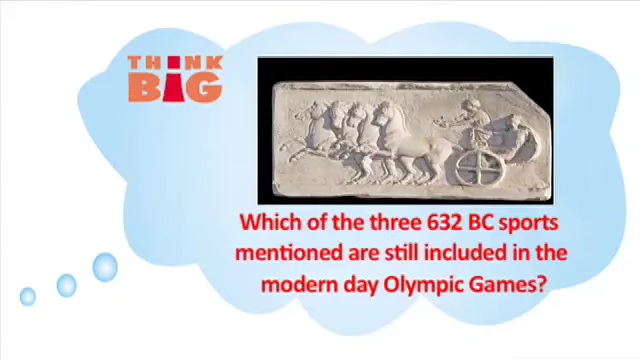 THINK
BIG
Which of the three 632 BC sports
mentioned are still included in the
modern day Olympic Games?